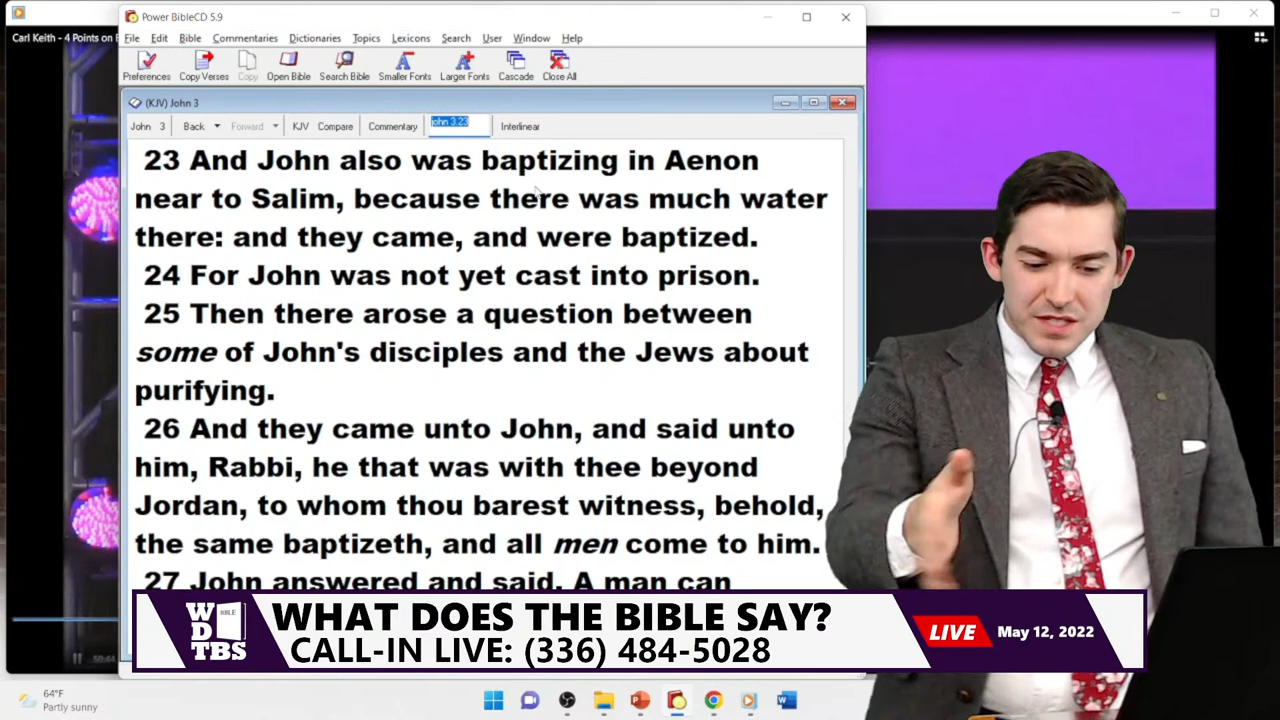 Carl Keith - 4 Points on
Power BibleCD 5.9
File Edit Bible Commentaries Dictionaries Topics Lexicons Search User Window Help
Preferences Copy Verses Copy Open Bible Search Bible Smaller Fonts Larger Fonts Cascade Close All
(KJV) John 3
John 3 Back Forward KJV Compare Commentary john 3:23 Interlinear
23 And John also was baptizing in Aenon
near to Salim, because there was much water
there: and they came, and were baptized.
24 For John was not yet cast into prison.
25 Then there arose a question between
some of John's disciples and the Jews about
purifying.
26 And they came unto John, and said unto
him, Rabbi, he that was with thee beyond
Jordan, to whom thou barest witness, behold,
the same baptizeth, and all men come to him.
27 John answered and said, A man can
WD BIBLE
TBS
WHAT DOES THE BIBLE SAY?
CALL-IN LIVE: (336) 484-5028
LIVE May 12, 2022
50:44
64°F
Partly sunny